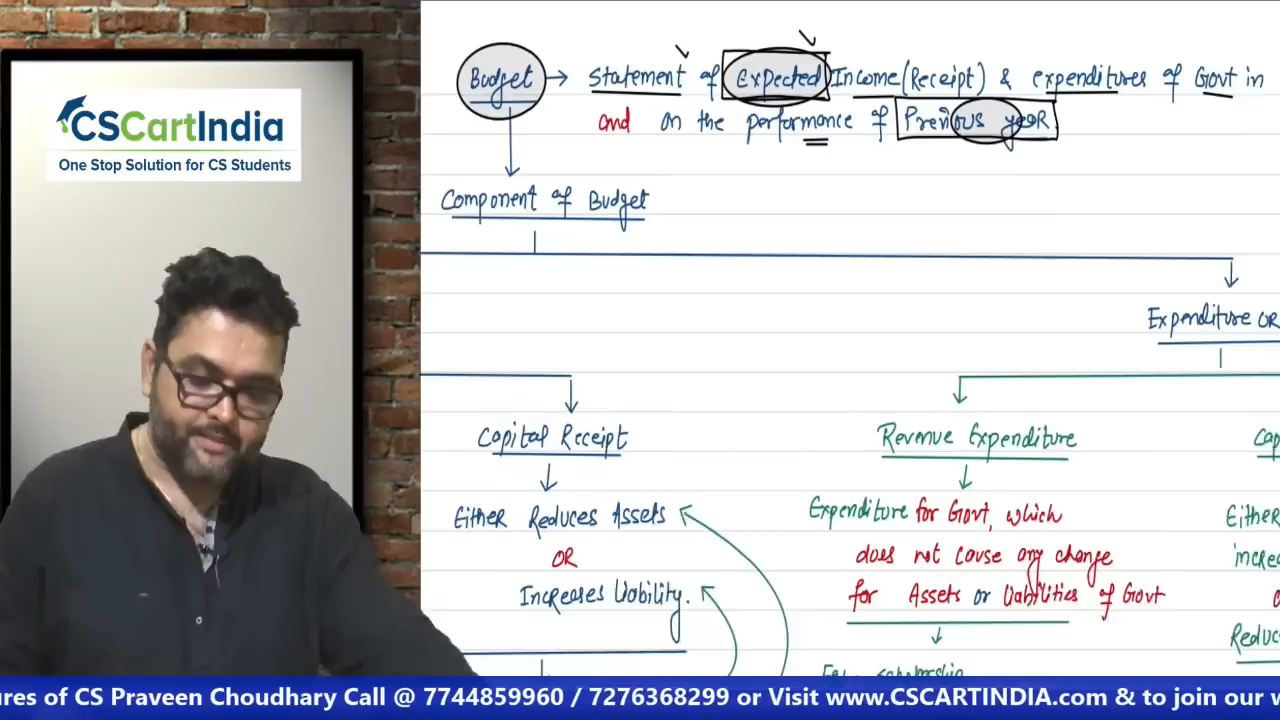 Budget → Statement of Expected Income (Receipt) & expenditures of Govt in
and on the performance of Previous year
Component of Budget
CSCartIndia
One Stop Solution for CS Students
Expenditure OR
Capital Receipt
Revenue Expenditure
Either Reduces Assets
OR
Increases Liability.
Expenditure for Govt, which
does not cause any change
for Assets or Liabilities of Govt
Either
increa
Reduc
ures of CS Praveen Choudhary Call @ 7744859960 / 7276368299 or Visit www.CSCARTINDIA.com & to join our w